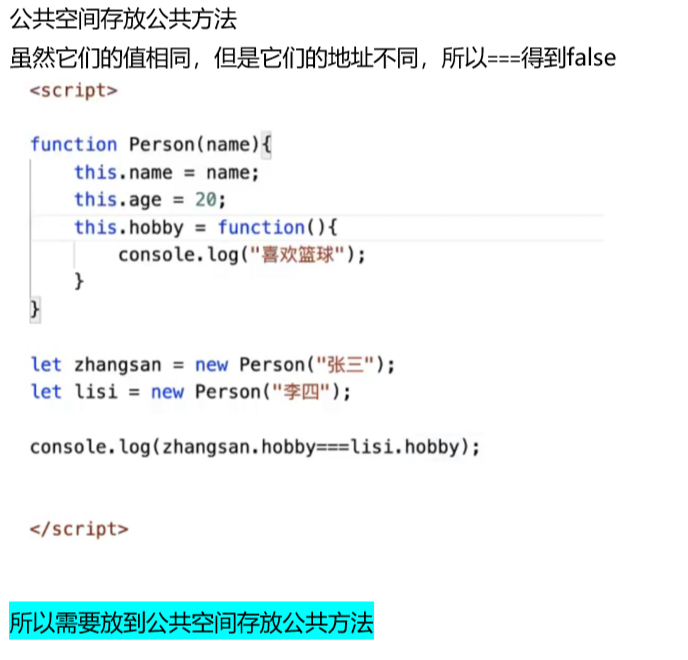 公共空间存放公共方法
虽然它们的值相同，但是它们的地址不同，所以===得到false
<script>
function Person(name){
this.name = name;
this.age = 20;
this.hobby = function(){
console.log("喜欢篮球");
}
}
let zhangsan = new Person("张三");
let lisi = new Person("李四");
console.log(zhangsan.hobby===lisi.hobby);
</script>
所以需要放到公共空间存放公共方法